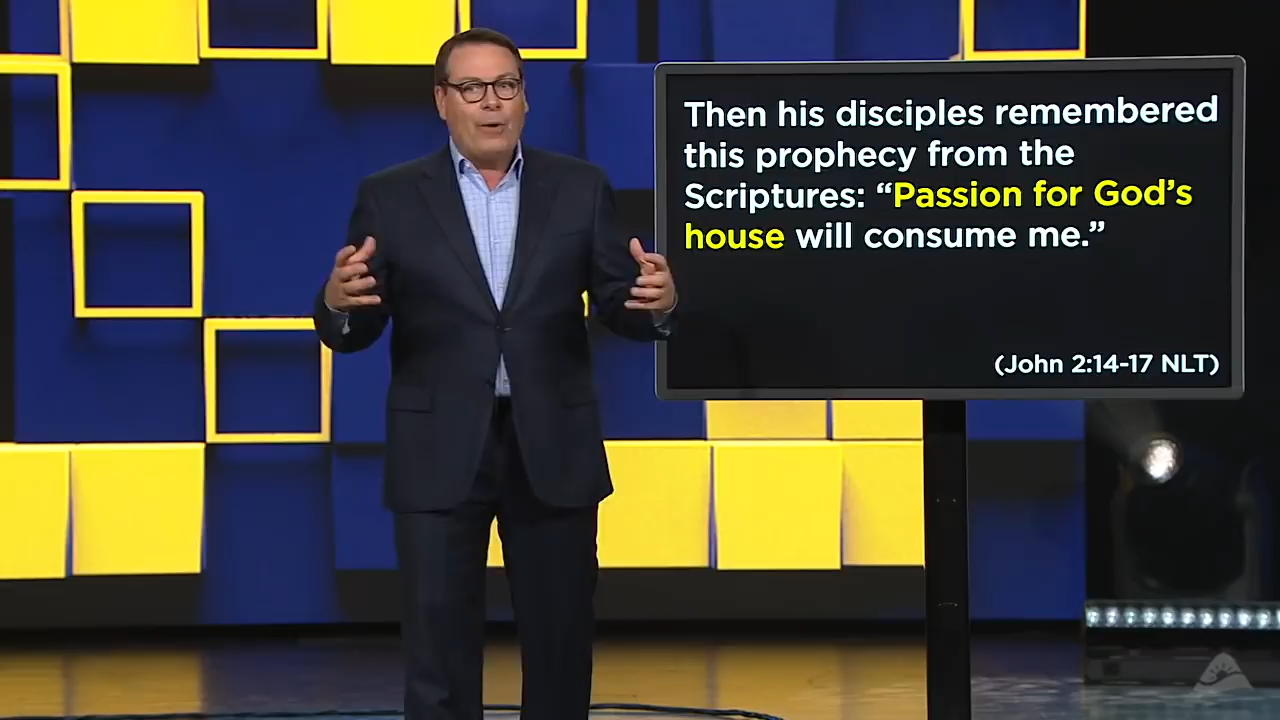 Then his disciples remembered
this prophecy from the
Scriptures: “Passion for God’s
house will consume me.”
(John 2:14-17 NLT)